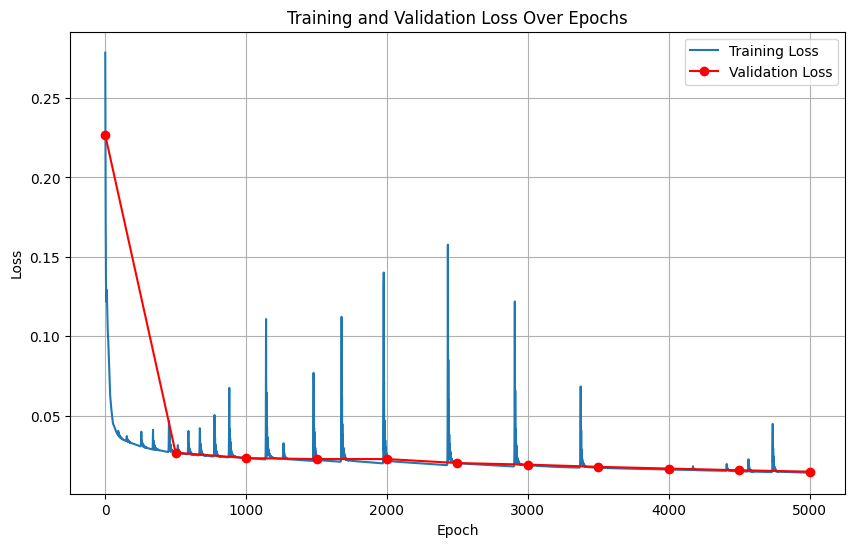 Training and Validation Loss Over Epochs
Training Loss
Validation Loss
0.25
0.20
0.15
0.10
0.05
Loss
0
1000
2000
3000
4000
5000
Epoch